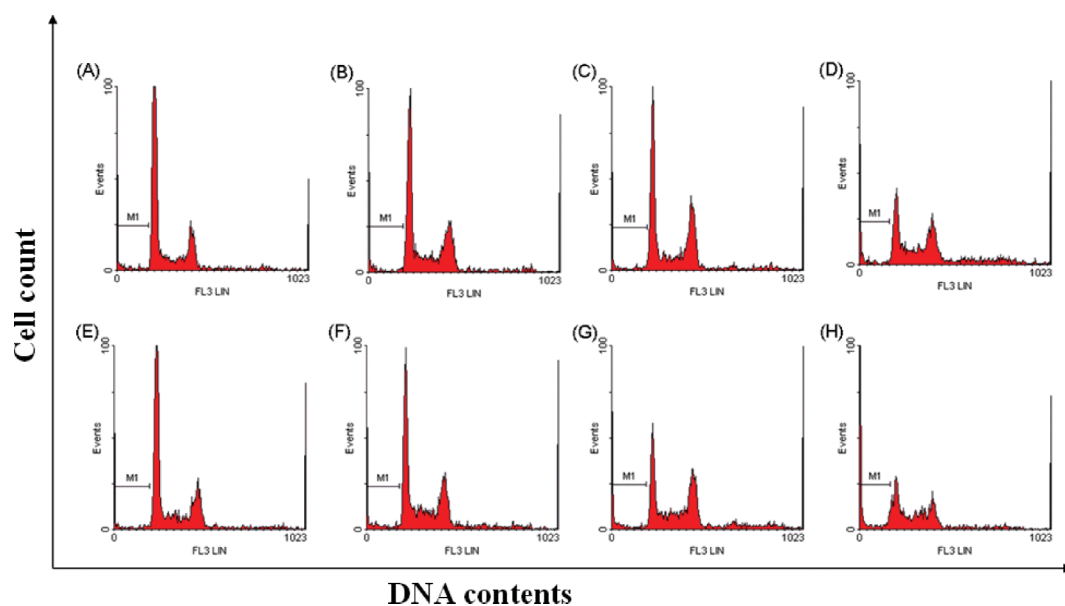 Cell count
(A)
100
Events
M1
0
0
1023
FL3 LIN
(B)
100
Events
M1
0
0
1023
FL3 LIN
(C)
100
Events
M1
0
0
1023
FL3 LIN
(D)
100
Events
M1
0
0
1023
FL3 LIN
(E)
100
Events
M1
0
0
1023
FL3 LIN
(F)
100
Events
M1
0
0
1023
FL3 LIN
(G)
100
Events
M1
0
0
1023
FL3 LIN
(H)
100
Events
M1
0
0
1023
FL3 LIN
DNA contents